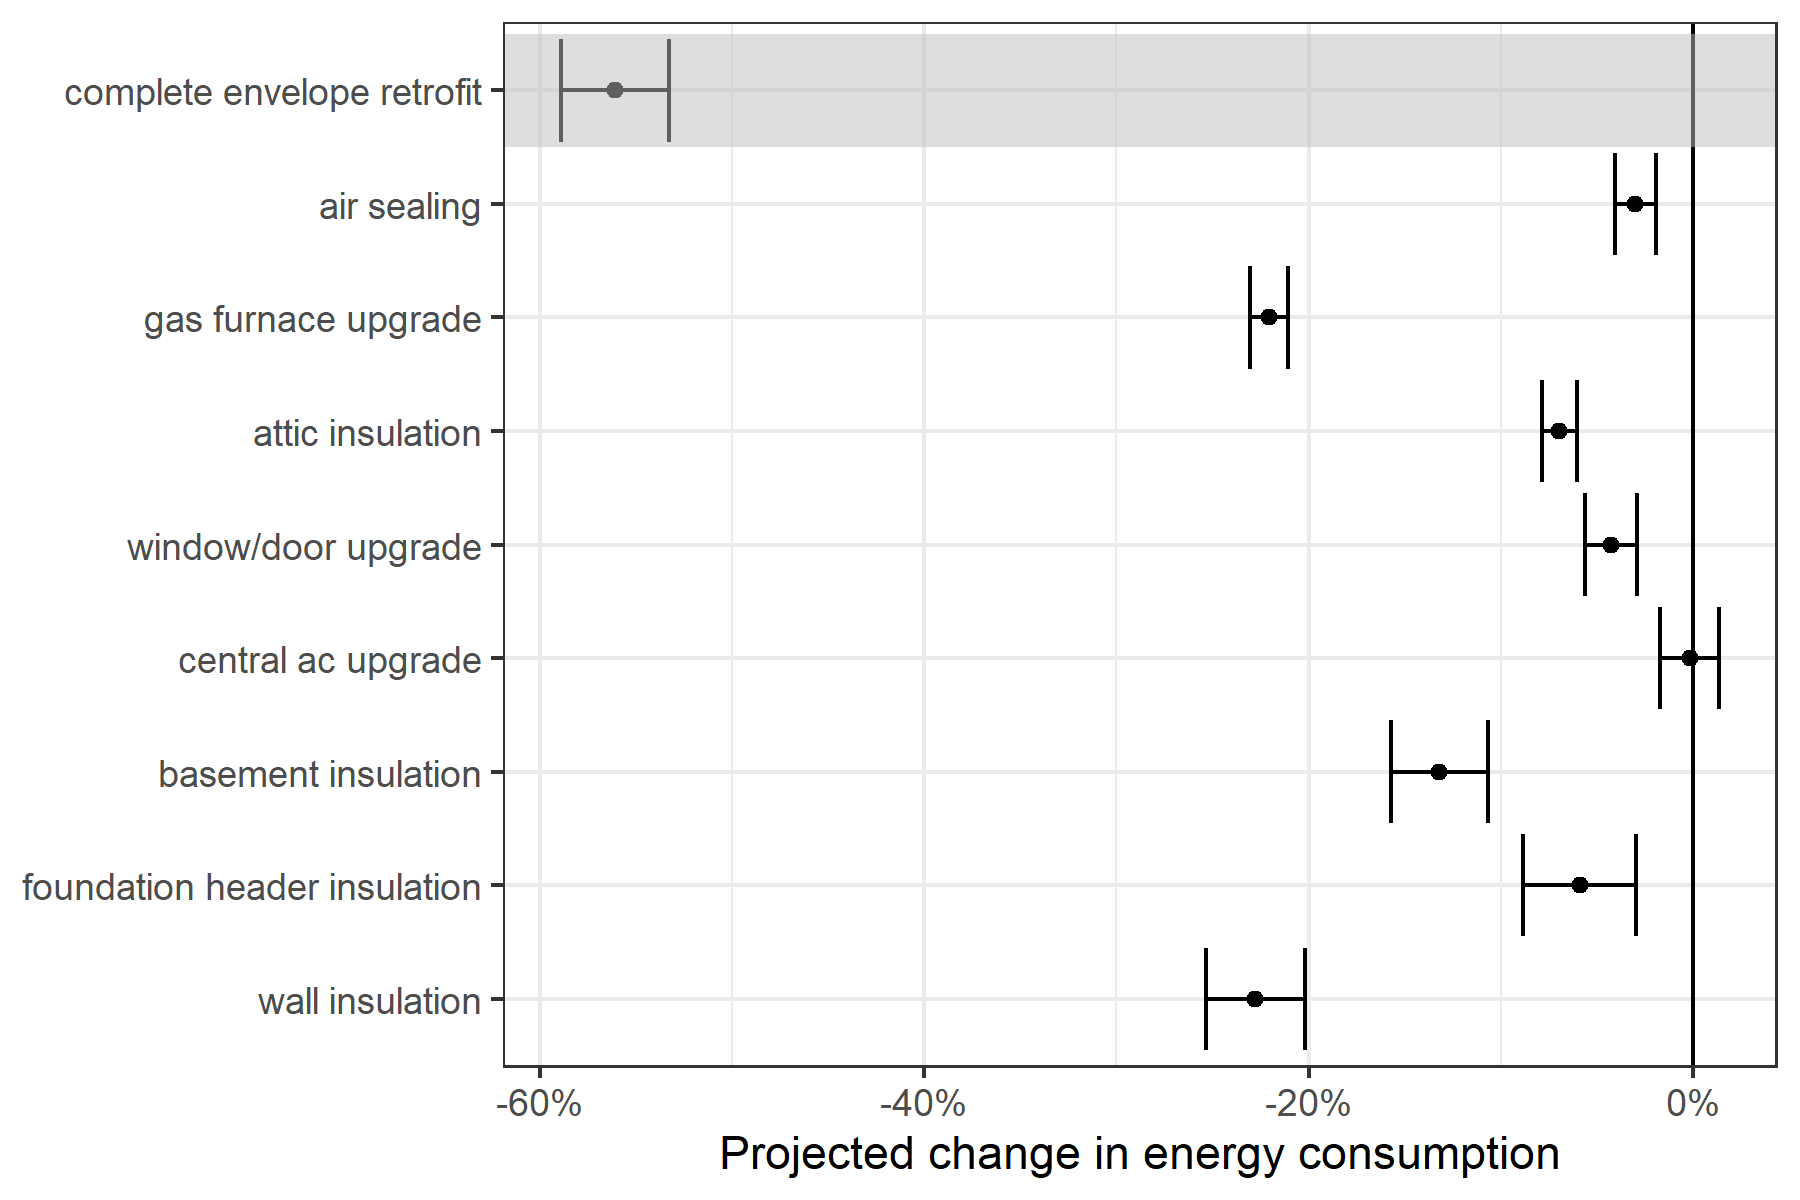 complete envelope retrofit
air sealing
gas furnace upgrade
attic insulation
window/door upgrade
central ac upgrade
basement insulation
foundation header insulation
wall insulation
-60% -40% -20% 0%
Projected change in energy consumption